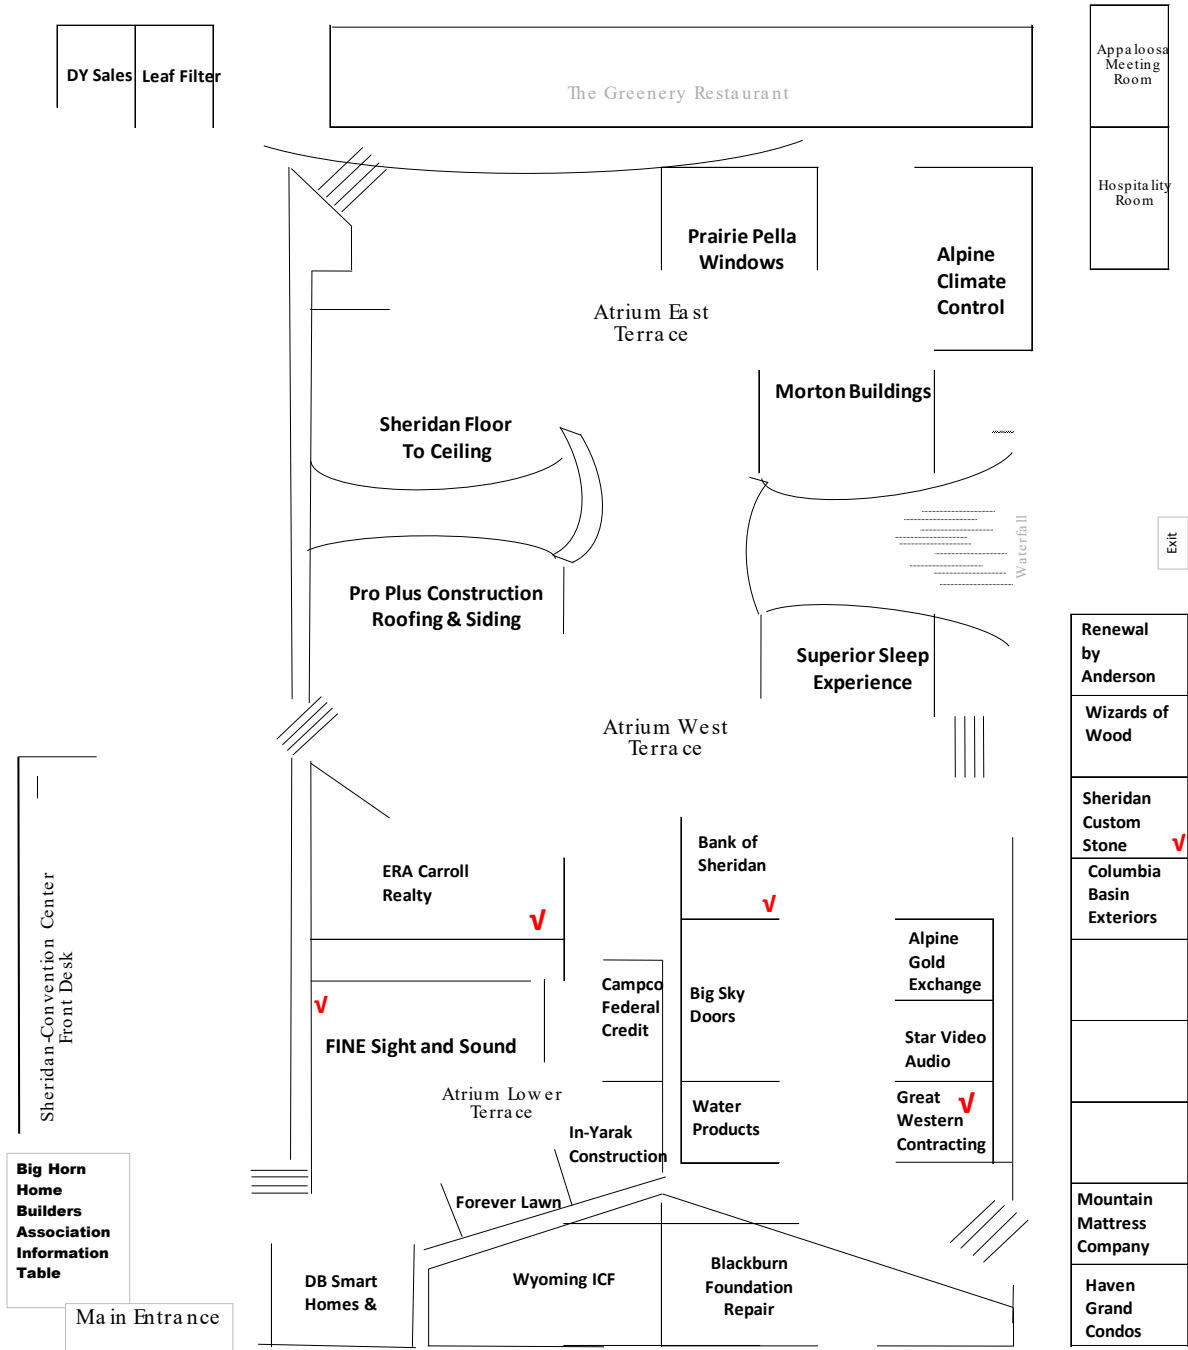 DY Sales
Leaf Filter
The Greenery Restaurant
Appaloosa
Meeting
Room
Hospitality
Room
Prairie Pella
Windows
Alpine
Climate
Control
Atrium East
Terrace
Morton Buildings
Sheridan Floor
To Ceiling
Waterfall
Exit
Pro Plus Construction
Roofing & Siding
Superior Sleep
Experience
Renewal
by
Anderson
Wizards of
Wood
Atrium West
Terrace
Sheridan
Custom
Stone
√
Bank of
Sheridan
√
ERA Carroll
Realty
√
Columbia
Basin
Exteriors
Sheridan-Convention Center
Front Desk
Alpine
Gold
Exchange
Campco
Federal
Credit
Big Sky
Doors
√
FINE Sight and Sound
Star Video
Audio
Atrium Lower
Terrace
Water
Products
Great
Western
Contracting
√
In-Yarak
Construction
Big Horn
Home
Builders
Association
Information
Table
Forever Lawn
Mountain
Mattress
Company
DB Smart
Homes &
Wyoming ICF
Blackburn
Foundation
Repair
Haven
Grand
Condos
Main Entrance